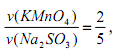 v(KMnO₄) / v(Na₂SO₃) = 2/5,